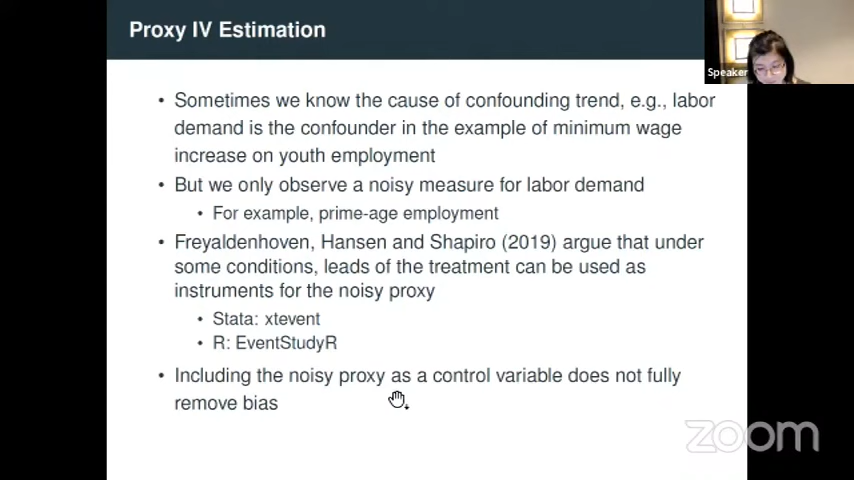 Proxy IV Estimation
Speaker
• Sometimes we know the cause of confounding trend, e.g., labor
demand is the confounder in the example of minimum wage
increase on youth employment
• But we only observe a noisy measure for labor demand
• For example, prime-age employment
• Freyaldenhoven, Hansen and Shapiro (2019) argue that under
some conditions, leads of the treatment can be used as
instruments for the noisy proxy
• Stata: xtevent
• R: EventStudyR
• Including the noisy proxy as a control variable does not fully
remove bias
zoom